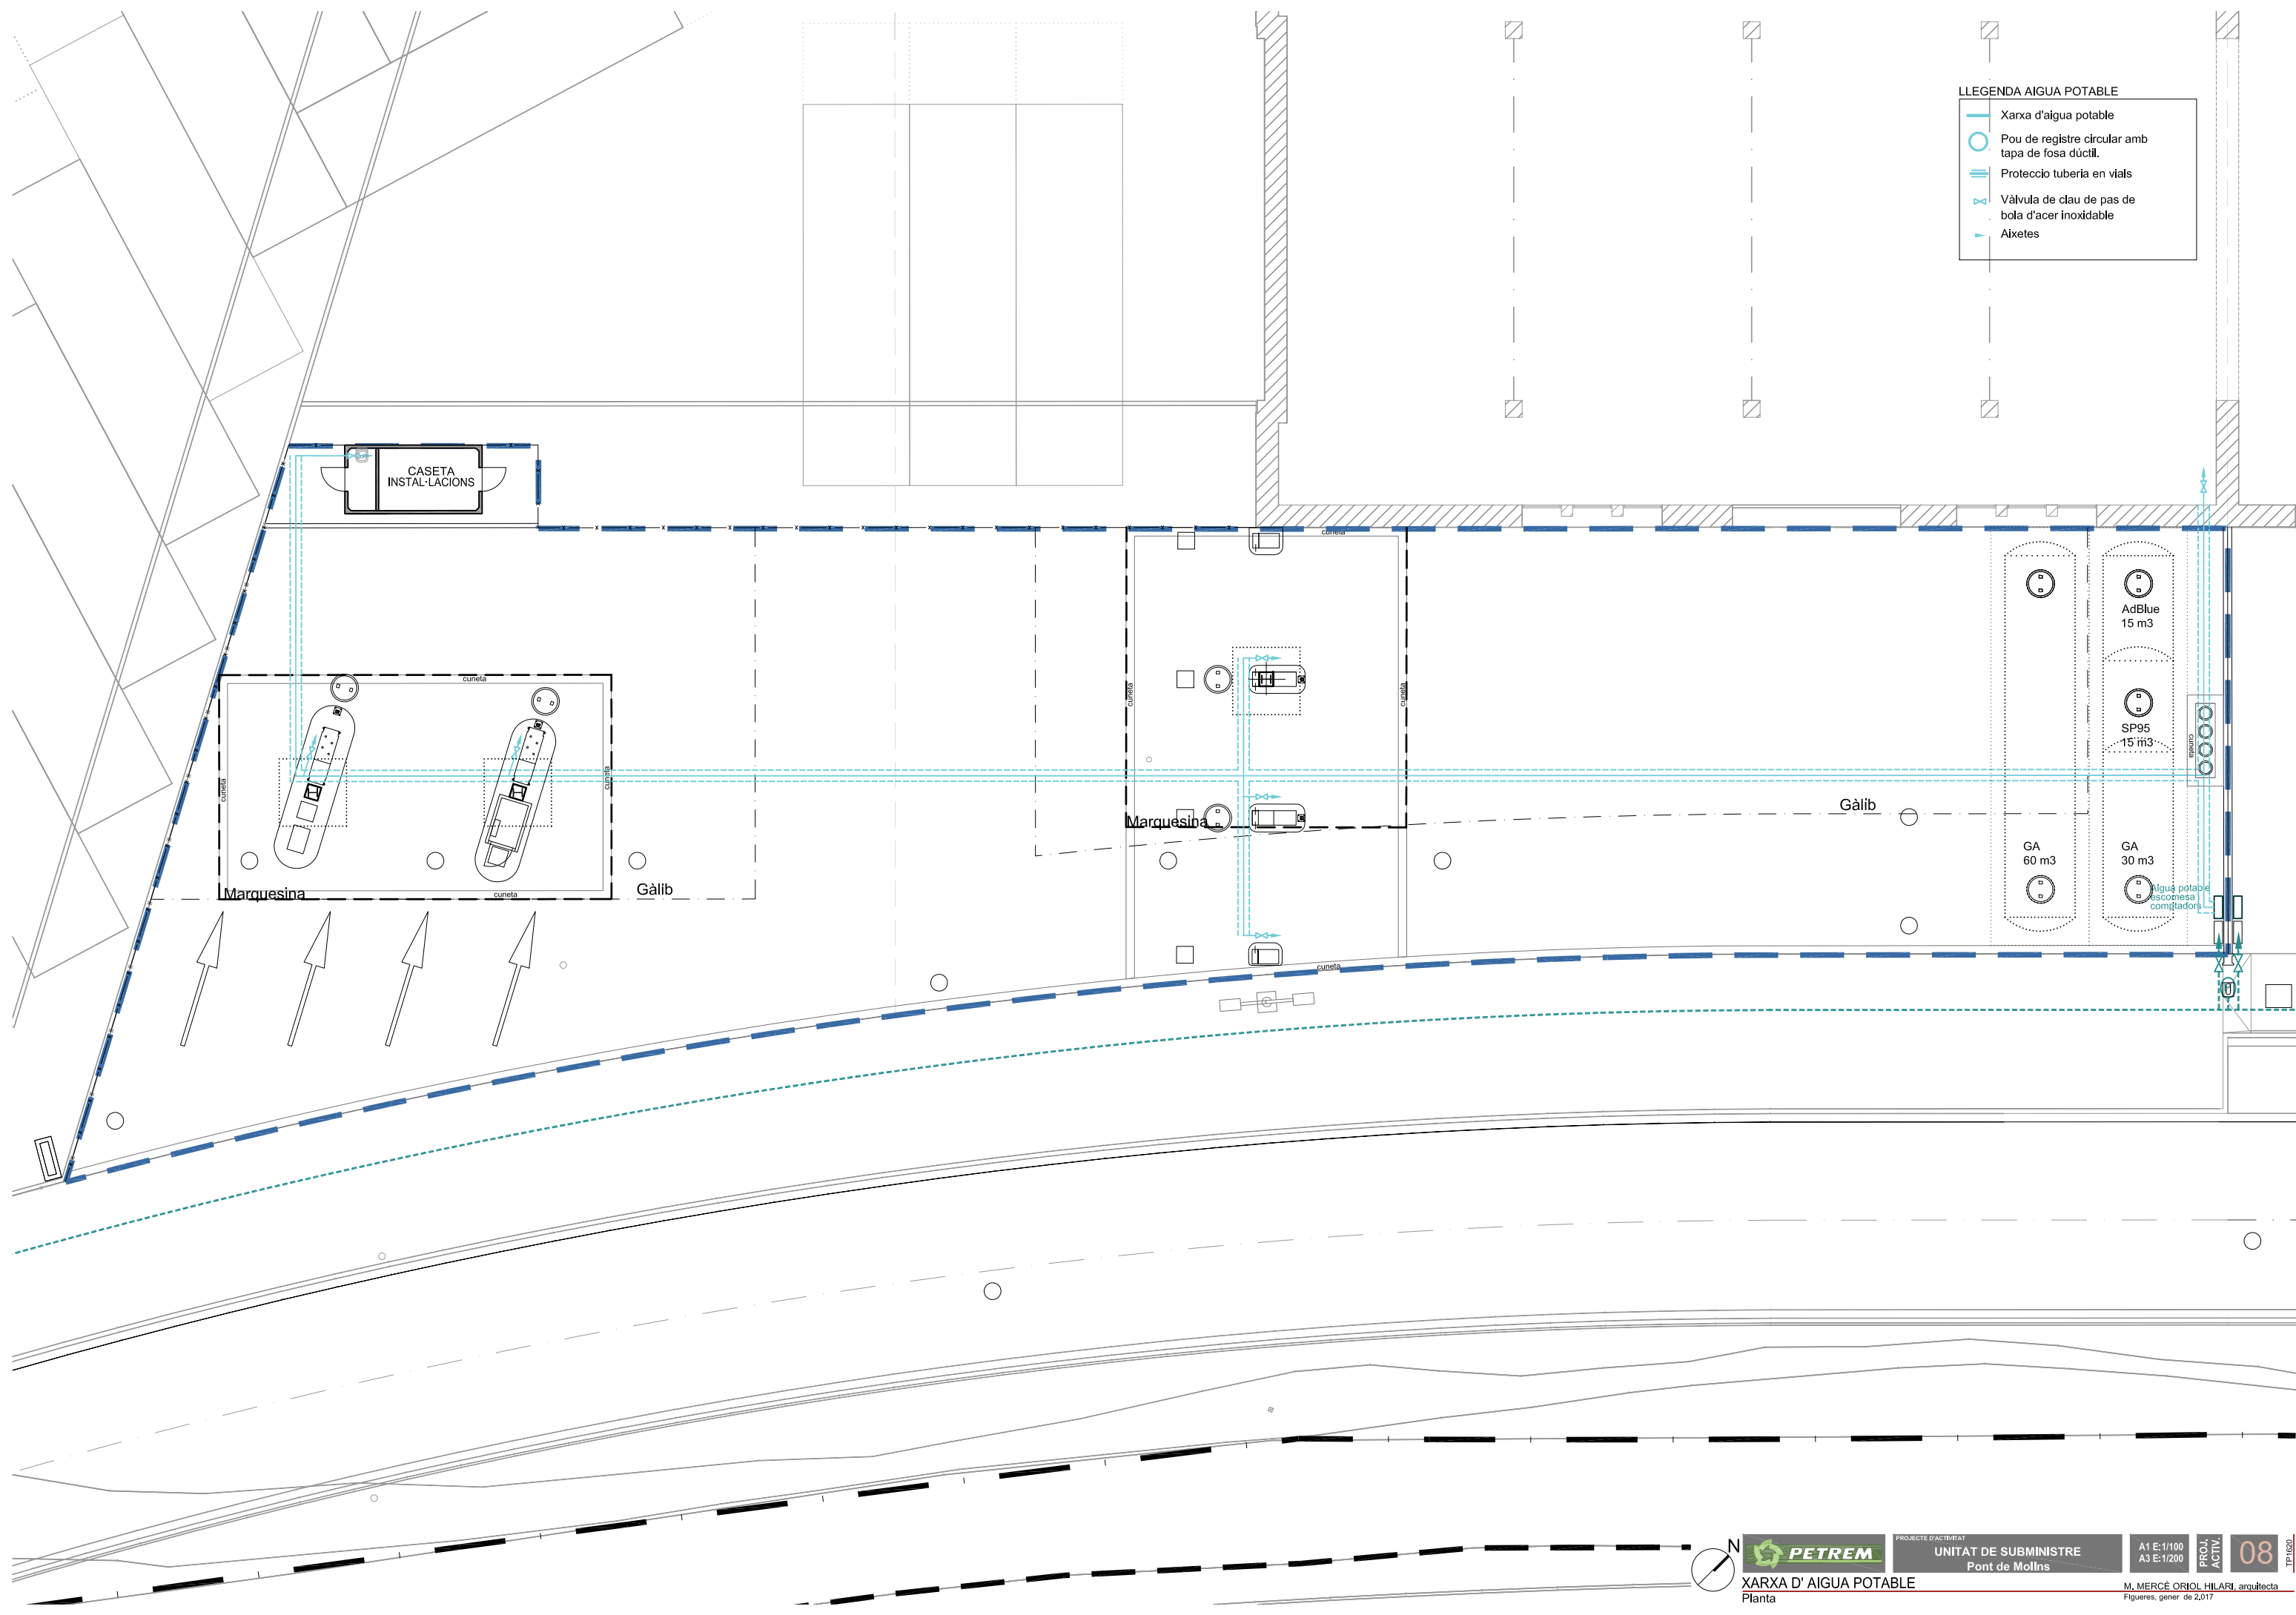 LLEGENDA AIGUA POTABLE
Xarxa d'aigua potable
Pou de registre circular amb
tapa de fosa dúctil.
Proteccio tuberia en vials
Vàlvula de clau de pas de
bola d'acer inoxidable
Aixetes
CASETA
INSTAL·LACIONS
cuneta
AdBlue
15 m3
cuneta
cuneta
cuneta
SP95
15 m3
cuneta
cuneta
cuneta
Marquesina
Gàlib
GA
60 m3
GA
30 m3
Marquesina
cuneta
Gàlib
Aigua potable
escomesa
comptadors
cuneta
N
PETREM
PROJECTE D'ACTIVITAT
UNITAT DE SUBMINISTRE
Pont de Molins
A1 E:1/100
A3 E:1/200
PROJ.
ACTIV.
08
TP1620
XARXA D' AIGUA POTABLE
Planta
M. MERCÈ ORIOL HILARI, arquitecta
Figueres, gener de 2,017